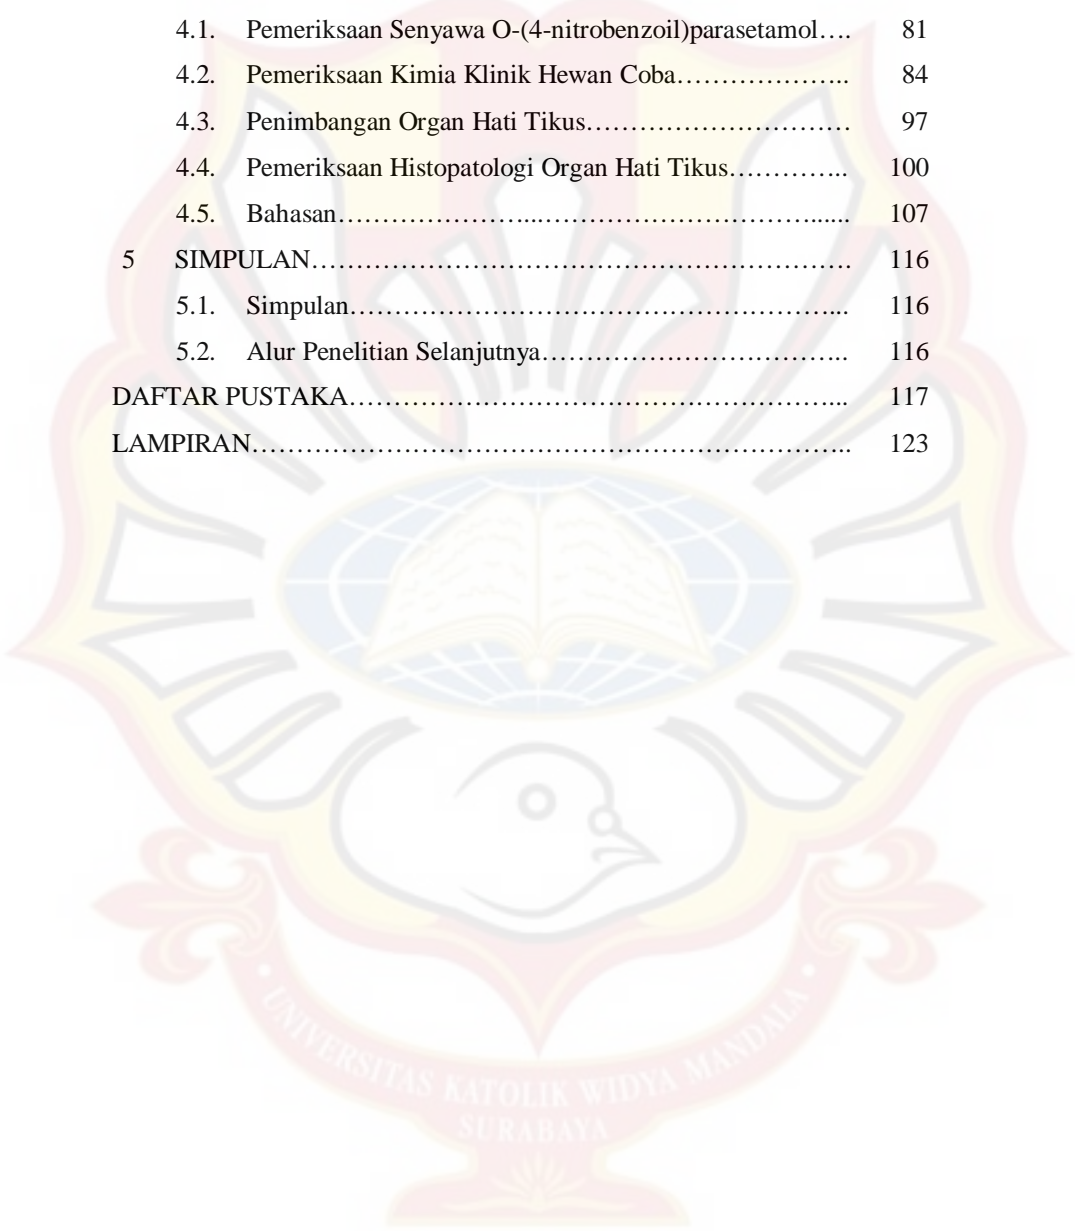 4.1. Pemeriksaan Senyawa O-(4-nitrobenzoil)parasetamol…. 81
4.2. Pemeriksaan Kimia Klinik Hewan Coba……………….. 84
4.3. Penimbangan Organ Hati Tikus………………………… 97
4.4. Pemeriksaan Histopatologi Organ Hati Tikus………….. 100
4.5. Bahasan…………………...…………………………...... 107
5 SIMPULAN…………………………………………………… 116
5.1. Simpulan………………………………………………... 116
5.2. Alur Penelitian Selanjutnya…………………………….. 116
DAFTAR PUSTAKA………………………………………………... 117
LAMPIRAN………………………………………………………….. 123
UNIVERSITAS KATOLIK WIDYA MANDALA
SURABAYA